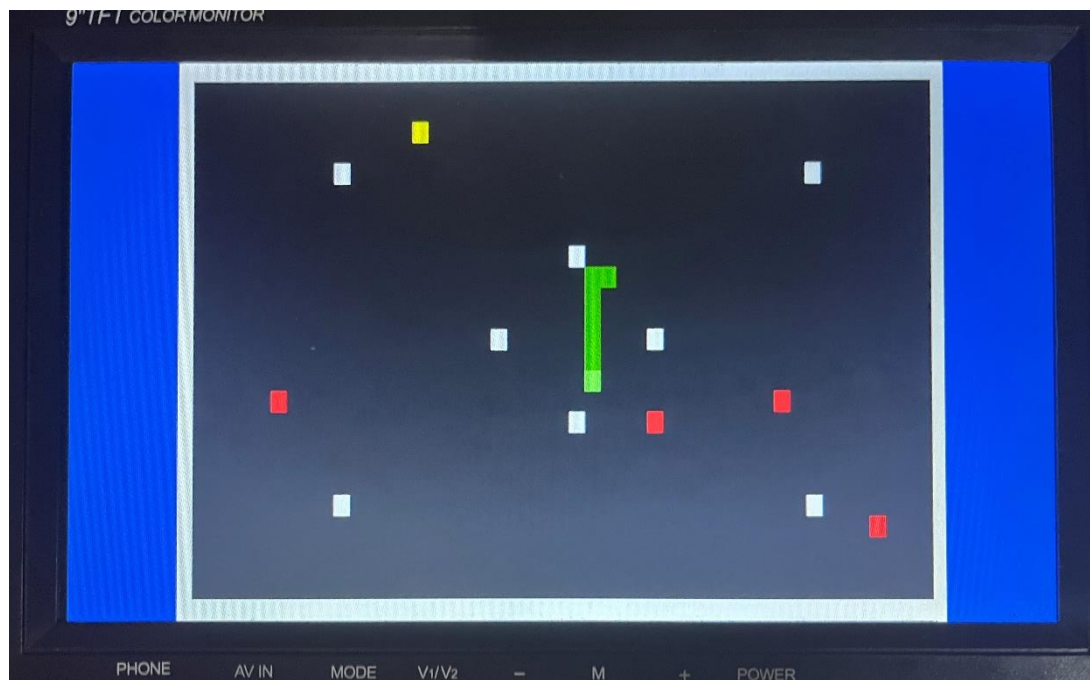 9"TFT COLOR MONITOR
PHONE AV IN MODE V1/V2 − M + POWER